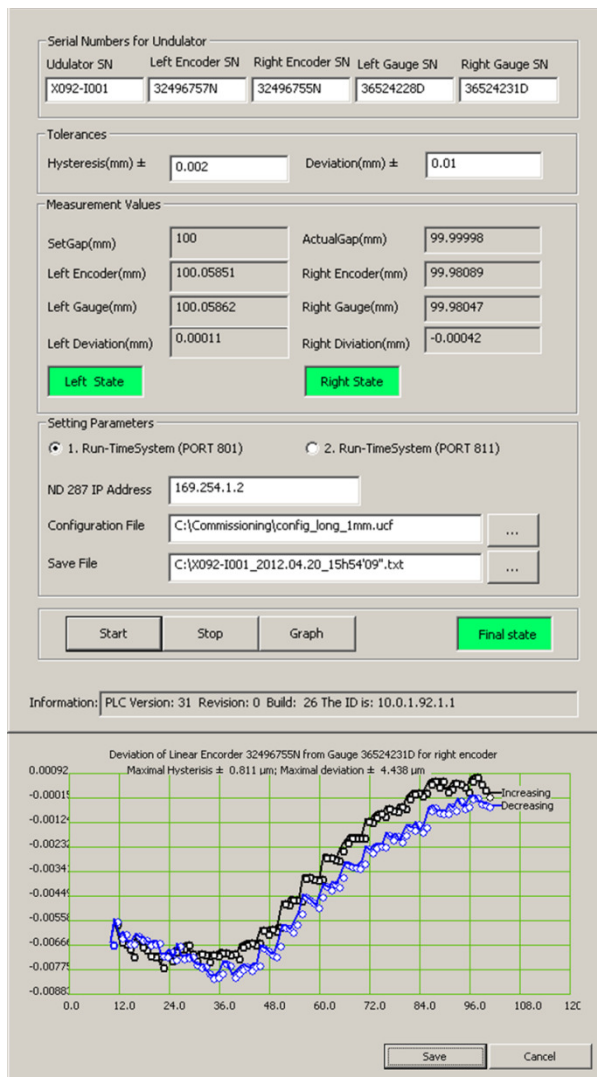 Serial Numbers for Undulator
Udulator SN Left Encoder SN Right Encoder SN Left Gauge SN Right Gauge SN
X092-I001 32496757N 32496755N 36524228D 36524231D
Tolerances
Hysteresis(mm) ± 0.002 Deviation(mm) ± 0.01
Measurement Values
SetGap(mm) 100 ActualGap(mm) 99.99998
Left Encoder(mm) 100.05851 Right Encoder(mm) 99.98089
Left Gauge(mm) 100.05862 Right Gauge(mm) 99.98047
Left Deviation(mm) 0.00011 Right Diviation(mm) -0.00042
Left State Right State
Setting Parameters
1. Run-TimeSystem (PORT 801) 2. Run-TimeSystem (PORT 811)
ND 287 IP Address 169.254.1.2
Configuration File C:\Commissioning\config_long_1mm.ucf ...
Save File C:\X092-I001_2012.04.20_15h54'09".txt ...
Start Stop Graph Final state
Information: PLC Version: 31 Revision: 0 Build: 26 The ID is: 10.0.1.92.1.1
Deviation of Linear Encorder 32496755N from Gauge 36524231D for right encoder
Maximal Hysterisis ± 0.811 µm; Maximal deviation ± 4.438 µm
0.00092
-0.00015
Increasing
Decreasing
-0.00124
-0.00232
-0.00341
-0.00449
-0.00558
-0.00666
-0.00775
-0.00883
0.0 12.0 24.0 36.0 48.0 60.0 72.0 84.0 96.0 108.0
Save Cancel